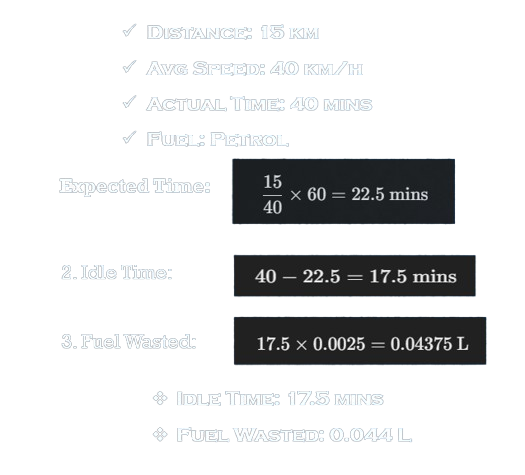 ✓ Distance: 15 km
✓ Avg Speed: 40 km/h
✓ Actual Time: 40 mins
✓ Fuel: Petrol
Expected Time: 15/40 × 60 = 22.5 mins
2. Idle Time: 40 − 22.5 = 17.5 mins
3. Fuel Wasted: 17.5 × 0.0025 = 0.04375 L
❖ Idle Time: 17.5 mins
❖ Fuel Wasted: 0.044 L